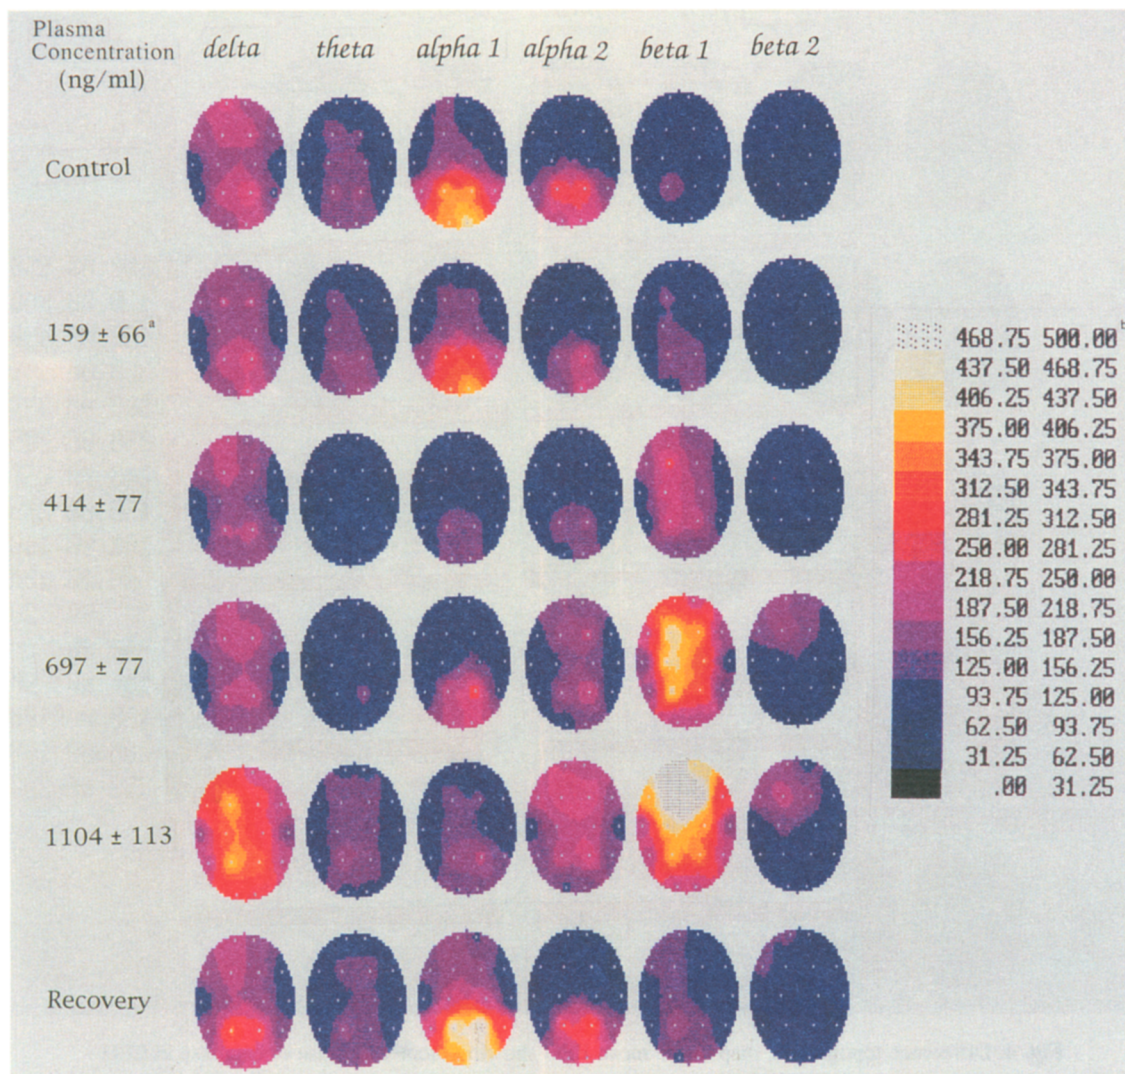 Plasma
Concentration
(ng/ml)
delta theta alpha 1 alpha 2 beta 1 beta 2
Control
159 ± 66ᵃ
414 ± 77
697 ± 77
1104 ± 113
Recovery
468.75 500.00ᵇ
437.50 468.75
406.25 437.50
375.00 406.25
343.75 375.00
312.50 343.75
281.25 312.50
250.00 281.25
218.75 250.00
187.50 218.75
156.25 187.50
125.00 156.25
93.75 125.00
62.50 93.75
31.25 62.50
.00 31.25